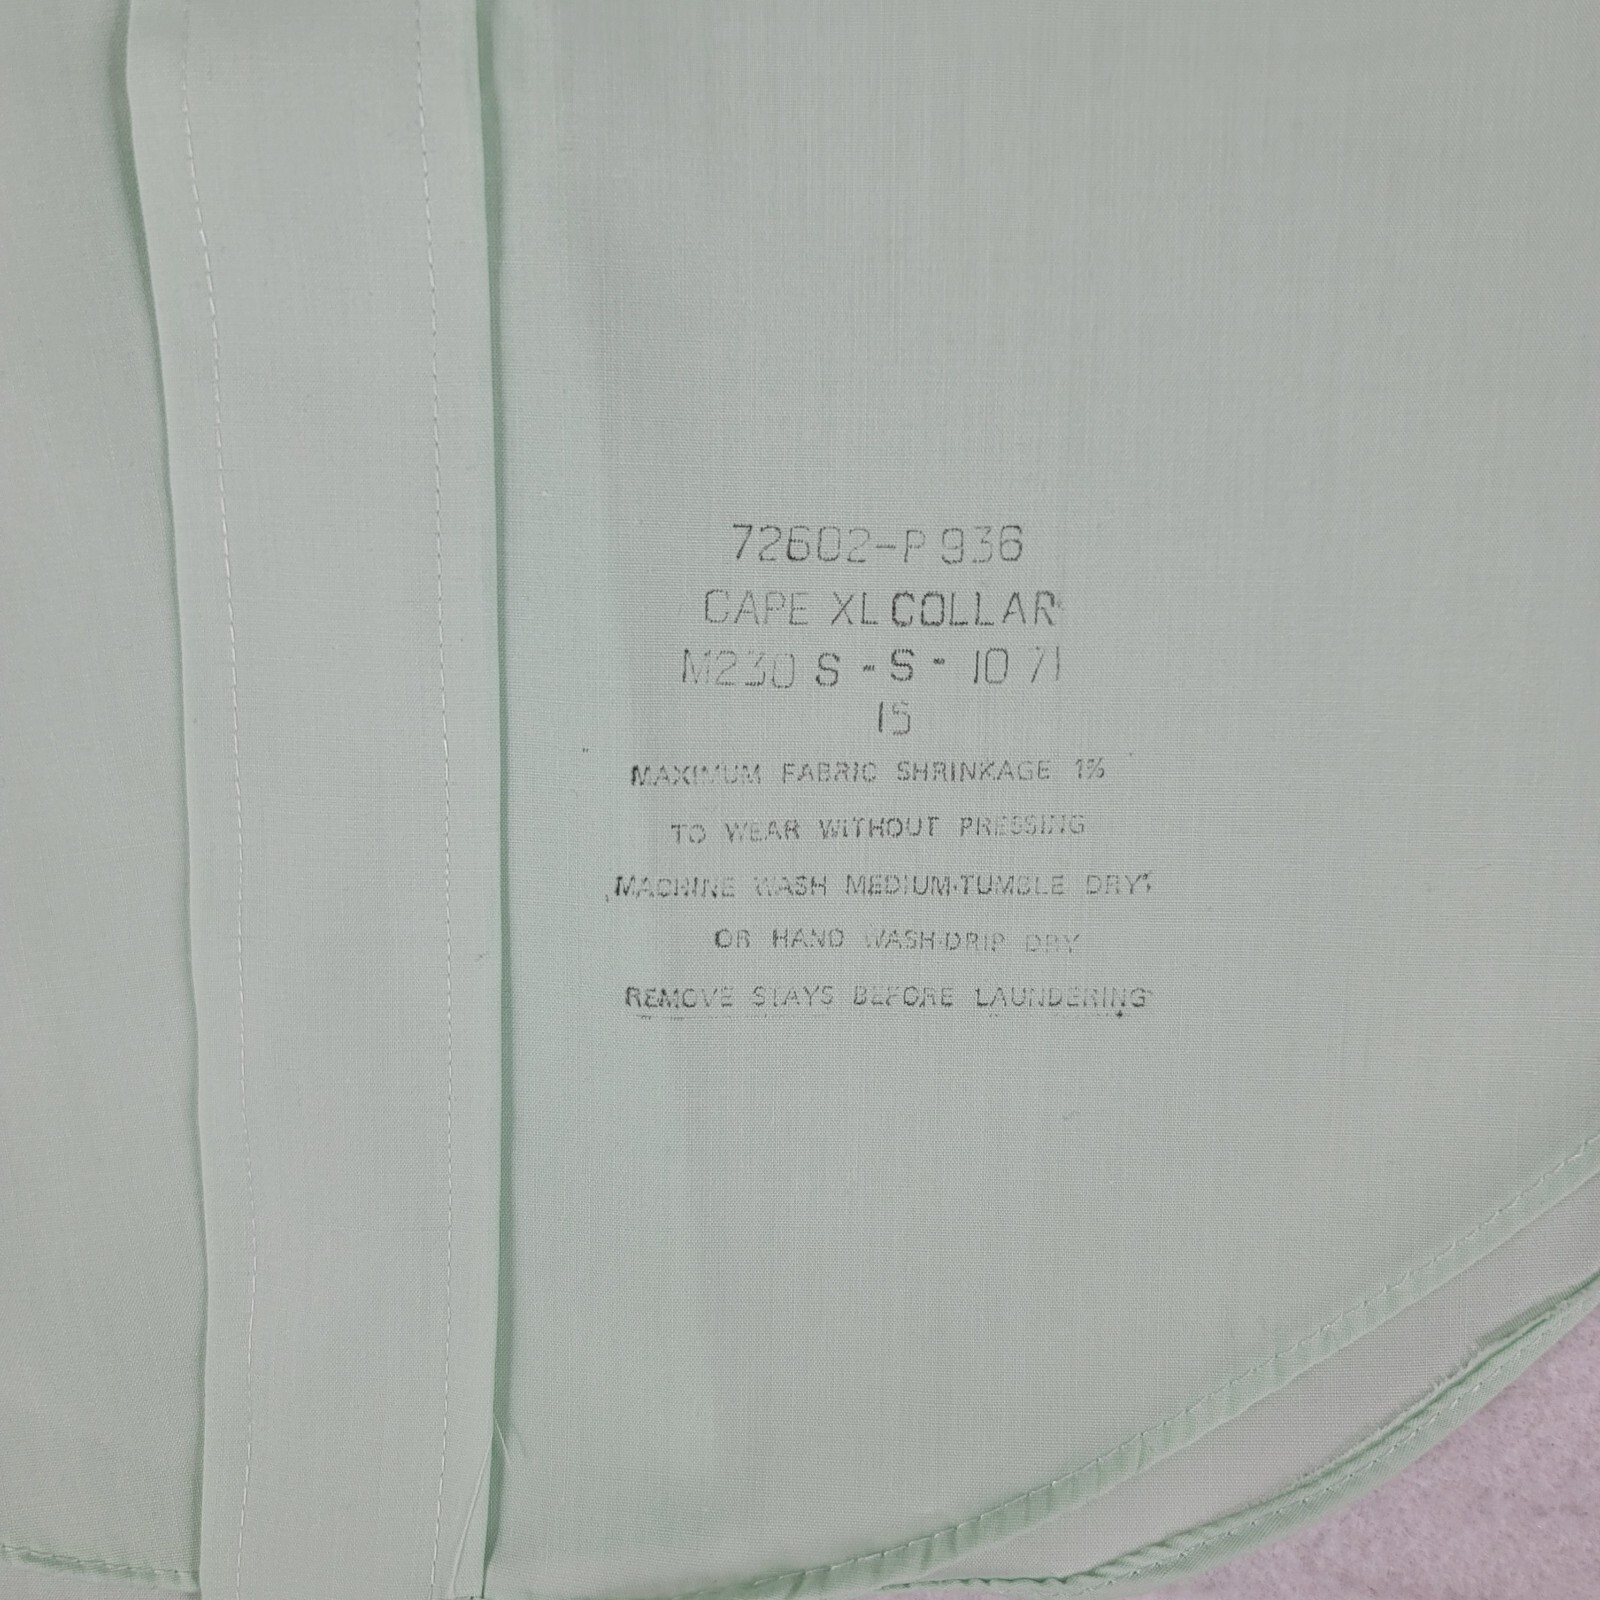 72602-P 936
CAPE XL COLLAR
M230 S - S - 10 71
15
MAXIMUM FABRIC SHRINKAGE 1%
TO WEAR WITHOUT PRESSING
MACHINE WASH MEDIUM-TUMBLE DRY
OR HAND WASH-DRIP DRY
REMOVE STAYS BEFORE LAUNDERING